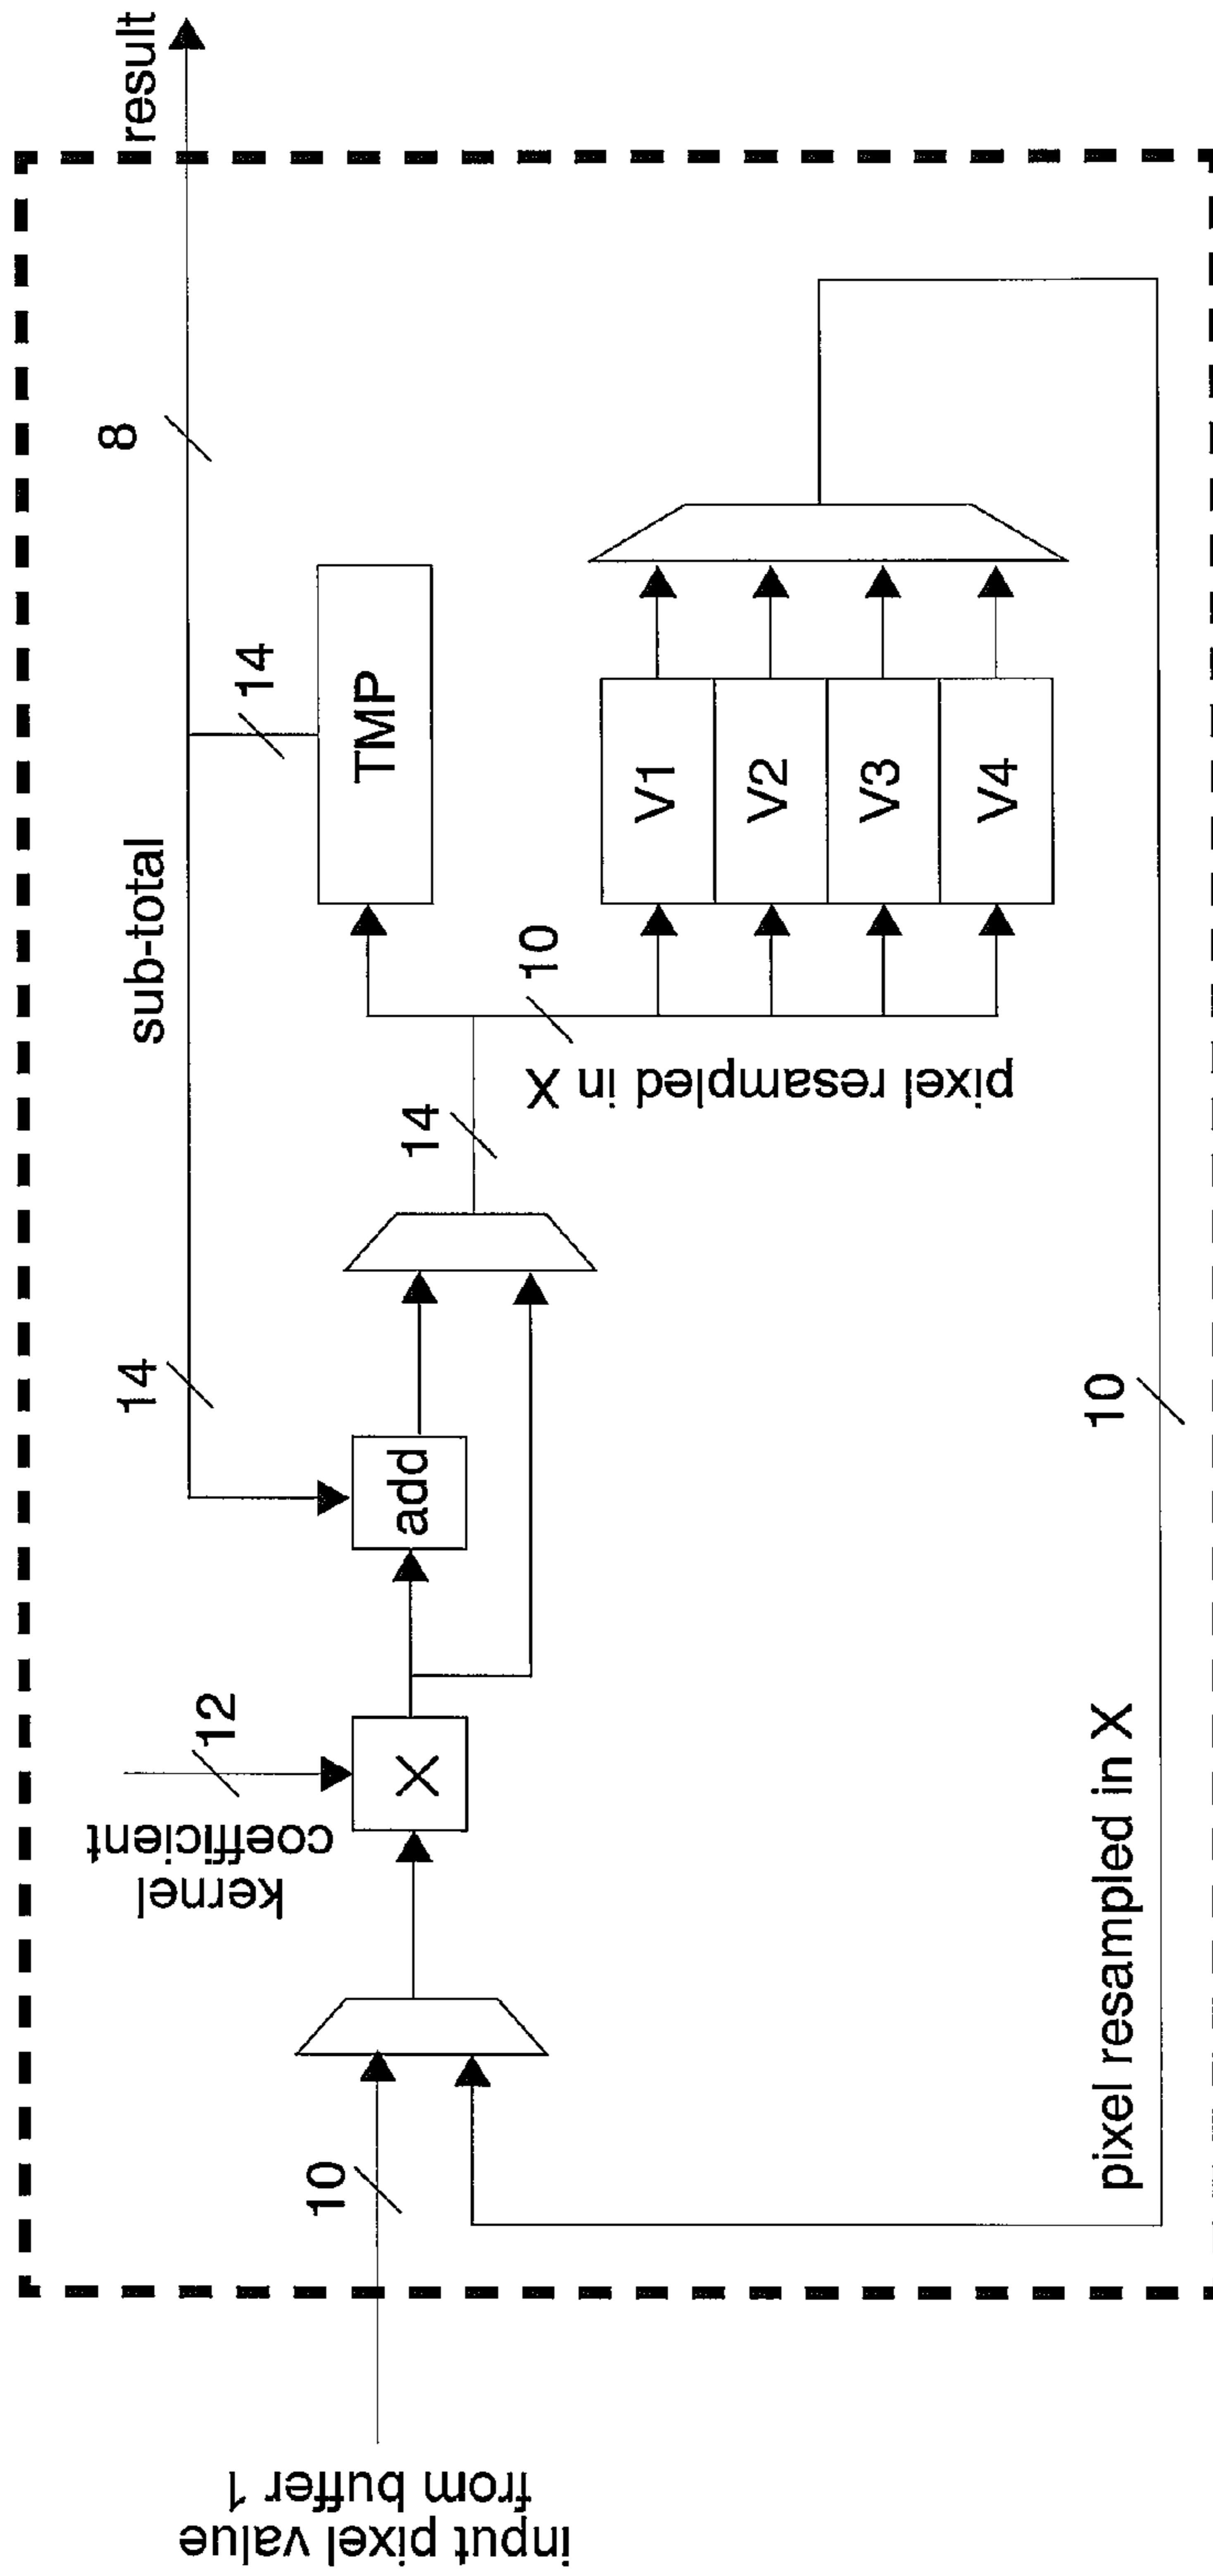 result
8
14
sub-total
TMP
V1
V2
V3
V4
10
pixel resampled in X
14
14
add
12
kernel
coefficient
X
10
10
pixel resampled in X
input pixel value
from buffer 1